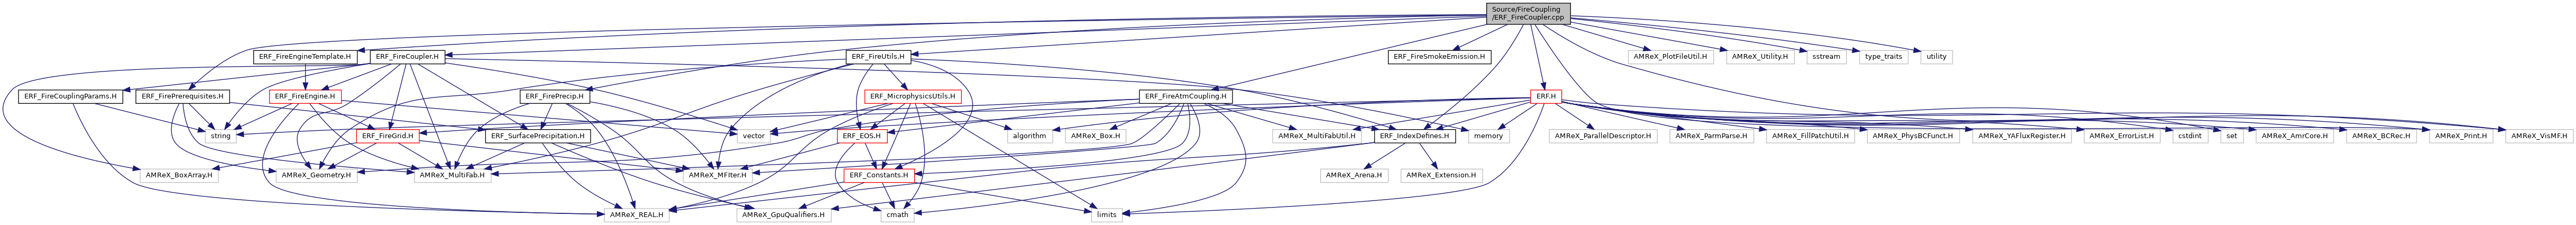 Source/FireCoupling
/ERF_FireCoupler.cpp
ERF_FireEngineTemplate.H
ERF_FireCoupler.H
ERF_FireUtils.H
ERF_FireSmokeEmission.H
AMReX_PlotFileUtil.H
AMReX_Utility.H
sstream
type_traits
utility
ERF_FireCouplingParams.H
ERF_FirePrerequisites.H
ERF_FireEngine.H
ERF_FirePrecip.H
ERF_MicrophysicsUtils.H
ERF_FireAtmCoupling.H
ERF.H
string
ERF_FireGrid.H
ERF_SurfacePrecipitation.H
vector
ERF_EOS.H
algorithm
AMReX_Box.H
AMReX_MultiFabUtil.H
ERF_IndexDefines.H
memory
AMReX_ParallelDescriptor.H
AMReX_ParmParse.H
AMReX_FillPatchUtil.H
AMReX_PhysBCFunct.H
AMReX_YAFluxRegister.H
AMReX_ErrorList.H
cstdint
set
AMReX_AmrCore.H
AMReX_BCRec.H
AMReX_Print.H
AMReX_VisMF.H
AMReX_BoxArray.H
AMReX_Geometry.H
AMReX_MultiFab.H
AMReX_MFIter.H
ERF_Constants.H
AMReX_Arena.H
AMReX_Extension.H
AMReX_REAL.H
AMReX_GpuQualifiers.H
cmath
limits